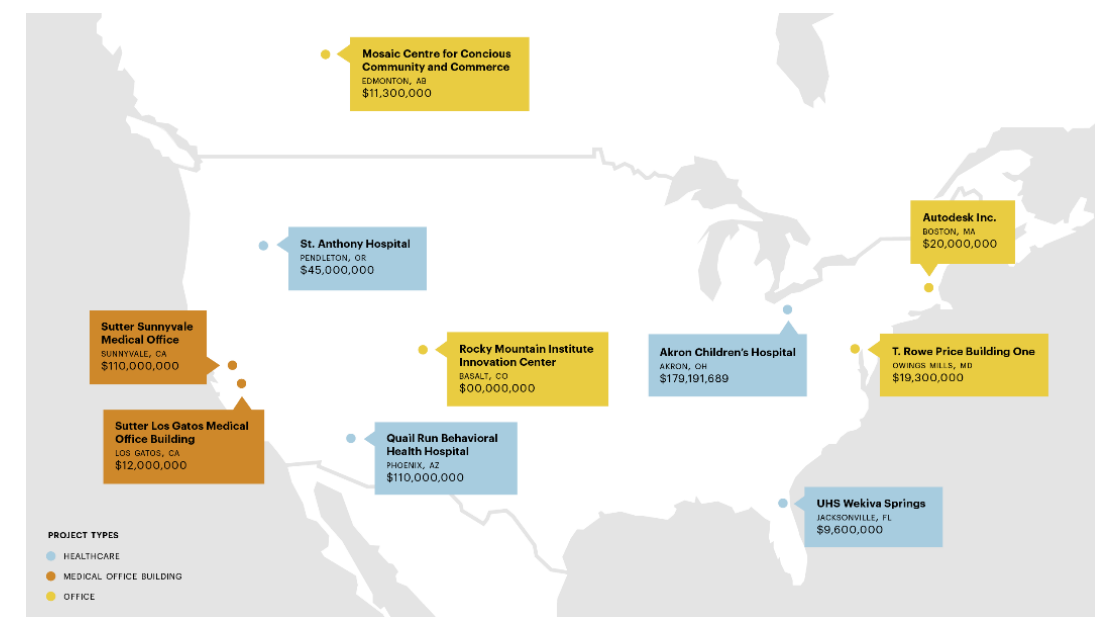 Mosaic Centre for Concious
Community and Commerce
EDMONTON, AB
$11,300,000
Autodesk Inc.
BOSTON, MA
$20,000,000
St. Anthony Hospital
PENDLETON, OR
$45,000,000
Sutter Sunnyvale
Medical Office
SUNNYVALE, CA
$110,000,000
Rocky Mountain Institute
Innovation Center
BASALT, CO
$00,000,000
Akron Children's Hospital
AKRON, OH
$179,191,689
T. Rowe Price Building One
OWINGS MILLS, MD
$19,300,000
Sutter Los Gatos Medical
Office Building
LOS GATOS, CA
$12,000,000
Quail Run Behavioral
Health Hospital
PHOENIX, AZ
$110,000,000
UHS Wekiva Springs
JACKSONVILLE, FL
$9,600,000
PROJECT TYPES
HEALTHCARE
MEDICAL OFFICE BUILDING
OFFICE